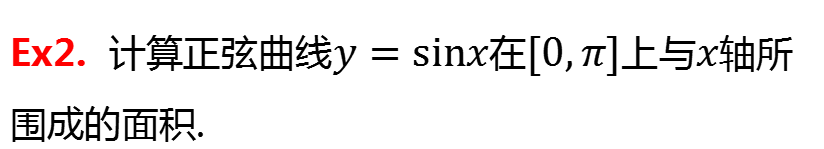 Ex2. 计算正弦曲线y = sinx在[0, π]上与x轴所
围成的面积.